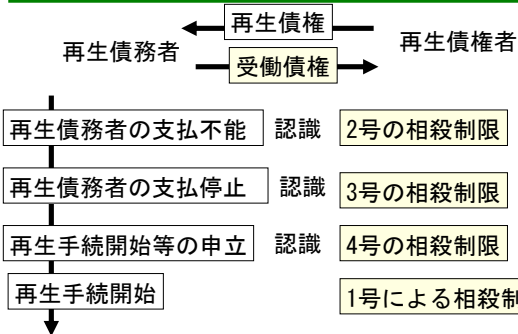 再生債権
再生債務者 再生債権者
受働債権
再生債務者の支払不能 認識 2号の相殺制限
再生債務者の支払停止 認識 3号の相殺制限
再生手続開始等の申立 認識 4号の相殺制限
再生手続開始
1号による相殺制